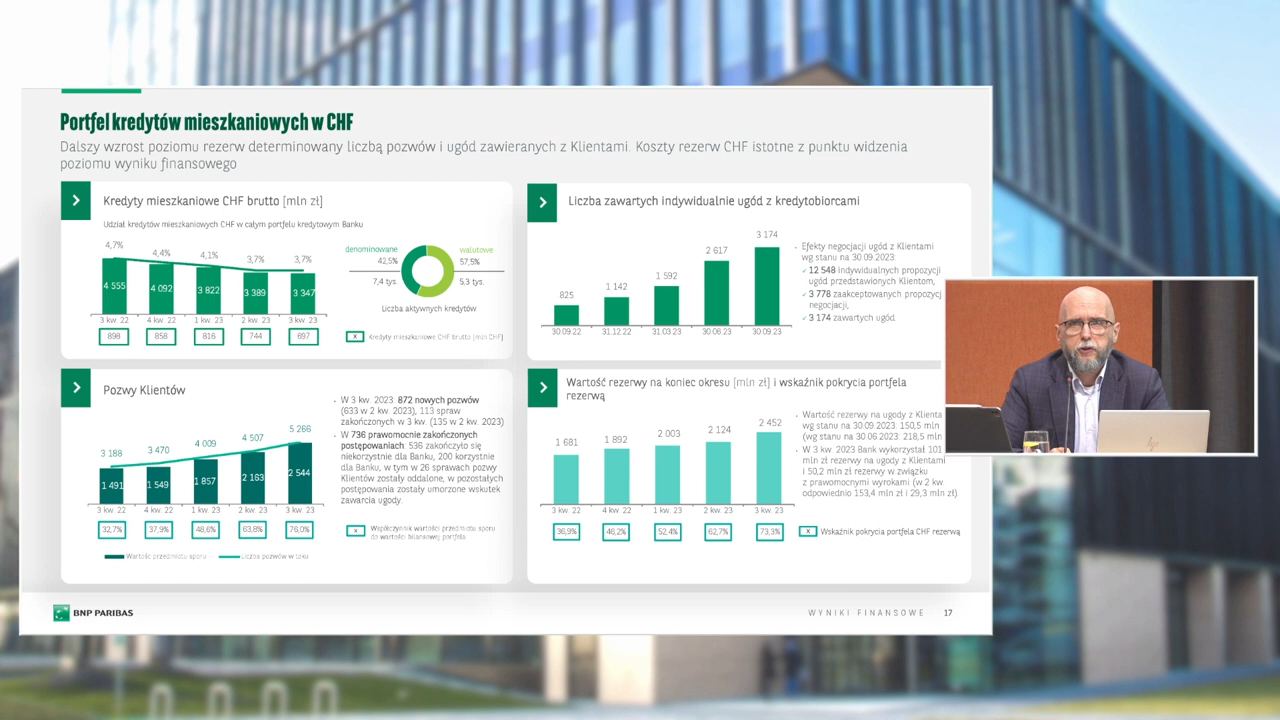 Portfel kredytów mieszkaniowych w CHF
Dalszy wzrost poziomu rezerw determinowany liczbą pozwów i ugód zawieranych z Klientami. Koszty rezerw CHF istotne z punktu widzenia
poziomu wyniku finansowego
Kredyty mieszkaniowe CHF brutto [mln zł]
Udział kredytów mieszkaniowych CHF w całym portfelu kredytowym Banku
4,7% 4,4% 4,1% 3,7% 3,7%
4 555 4 092 3 822 3 389 3 347
3 kw. 22 4 kw. 22 1 kw. 23 2 kw. 23 3 kw. 23
898 858 816 744 697
denominowane walutowe
42,5% 57,5%
7,4 tys. 5,3 tys.
Liczba aktywnych kredytów
x Kredyty mieszkaniowe CHF brutto [mln CHF]
Liczba zawartych indywidualnie ugód z kredytobiorcami
825 1 142 1 592 2 617 3 174
30.09.22 31.12.22 31.03.23 30.06.23 30.09.23
Efekty negocjacji ugód z Klientami
wg stanu na 30.09.2023:
✓ 12 548 indywidualnych propozycji
ugód przedstawionych Klientom,
✓ 3 778 zaakceptowanych propozycj
negocjacji,
✓ 3 174 zawartych ugód.
Pozwy Klientów
3 188 3 470 4 009 4 507 5 266
1 491 1 549 1 857 2 163 2 544
3 kw. 22 4 kw. 22 1 kw. 23 2 kw. 23 3 kw. 23
32,7% 37,9% 48,6% 63,8% 76,0%
Wartość przedmiotu sporu Liczba pozwów w toku
W 3 kw. 2023 872 nowych pozwów
(633 w 2 kw. 2023), 113 spraw
zakończonych w 3 kw. (135 w 2 kw. 2023)
W 736 prawomocnie zakończonych
postępowaniach: 536 zakończyło się
niekorzystnie dla Banku, 200 korzystnie
dla Banku, w tym w 26 sprawach pozwy
Klientów zostały oddalone, w pozostałych
postępowania zostały umorzone wskutek
zawarcia ugody.
x Współczynnik wartości przedmiotu sporu
do wartości bilansowej portfela
Wartość rezerwy na koniec okresu [mln zł] i wskaźnik pokrycia portfela
rezerwą
1 681 1 892 2 003 2 124 2 452
3 kw. 22 4 kw. 22 1 kw. 23 2 kw. 23 3 kw. 23
36,9% 46,2% 52,4% 62,7% 73,3%
Wartość rezerwy na ugody z Klienta
wg stanu na 30.09.2023: 150,5 mln
(wg stanu na 30.06.2023: 218,5 mln
W 3 kw. 2023 Bank wykorzystał 101
mln zł rezerwy na ugody z Klientami
i 50,2 mln zł rezerwy w związku
z prawomocnymi wyrokami (w 2 kw.
odpowiednio 153,4 mln zł i 29,3 mln zł)
x Wskaźnik pokrycia portfela CHF rezerwą
BNP PARIBAS
WYNIKI FINANSOWE 17
hp